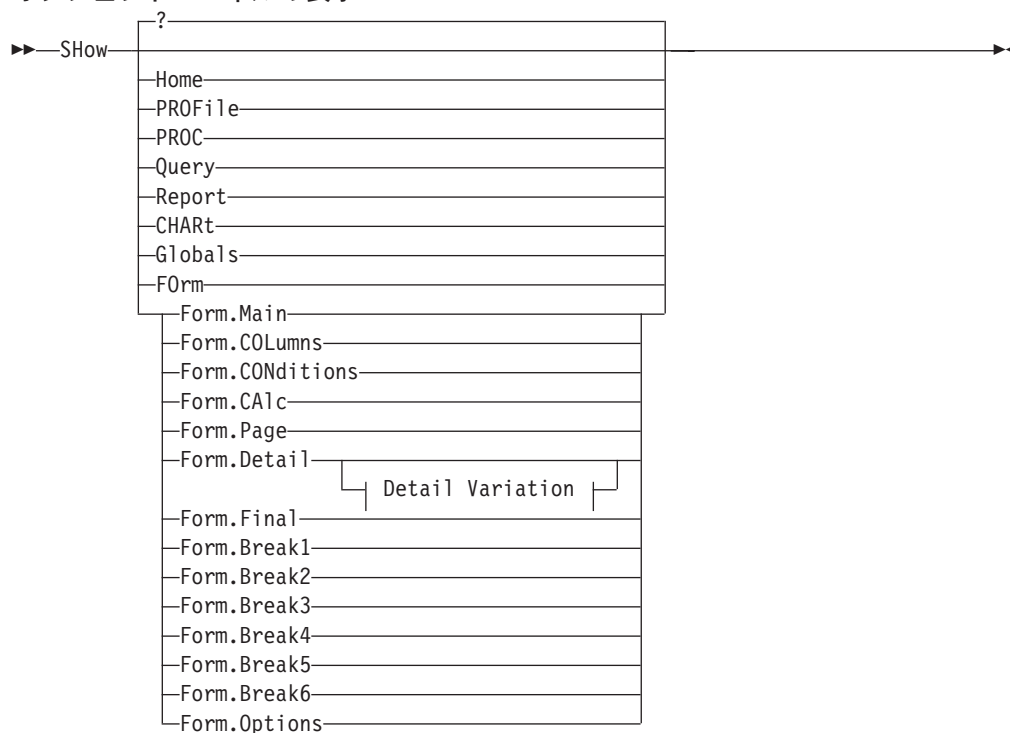 ?
SHow
Home
PROFile
PROC
Query
Report
CHARt
Globals
FOrm
Form.Main
Form.COLumns
Form.CONditions
Form.CAlc
Form.Page
Form.Detail
Detail Variation
Form.Final
Form.Break1
Form.Break2
Form.Break3
Form.Break4
Form.Break5
Form.Break6
Form.Options